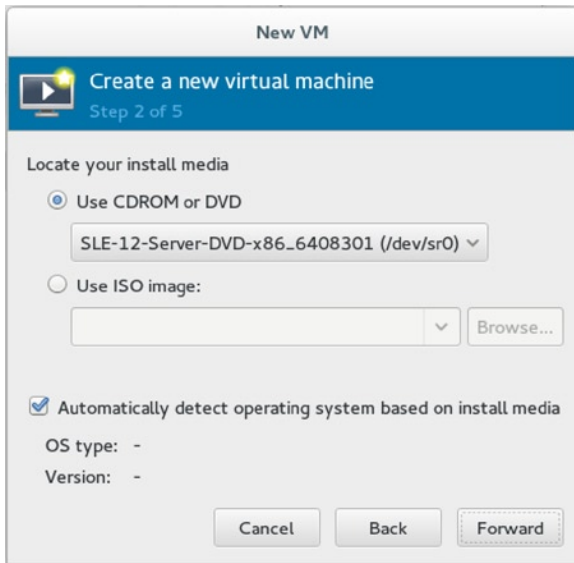 New VM
Create a new virtual machine
Step 2 of 5
Locate your install media
Use CDROM or DVD
SLE-12-Server-DVD-x86_6408301 (/dev/sr0)
Use ISO image:
Browse...
Automatically detect operating system based on install media
OS type: -
Version: -
Cancel Back Forward